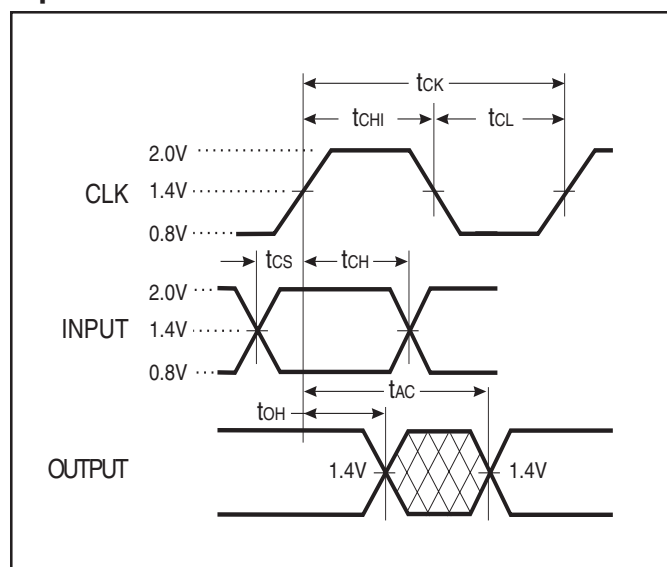 tCK
tCHI tCL
2.0V
CLK 1.4V
0.8V
tCS tCH
2.0V
INPUT 1.4V
0.8V
tAC
tOH
OUTPUT 1.4V 1.4V